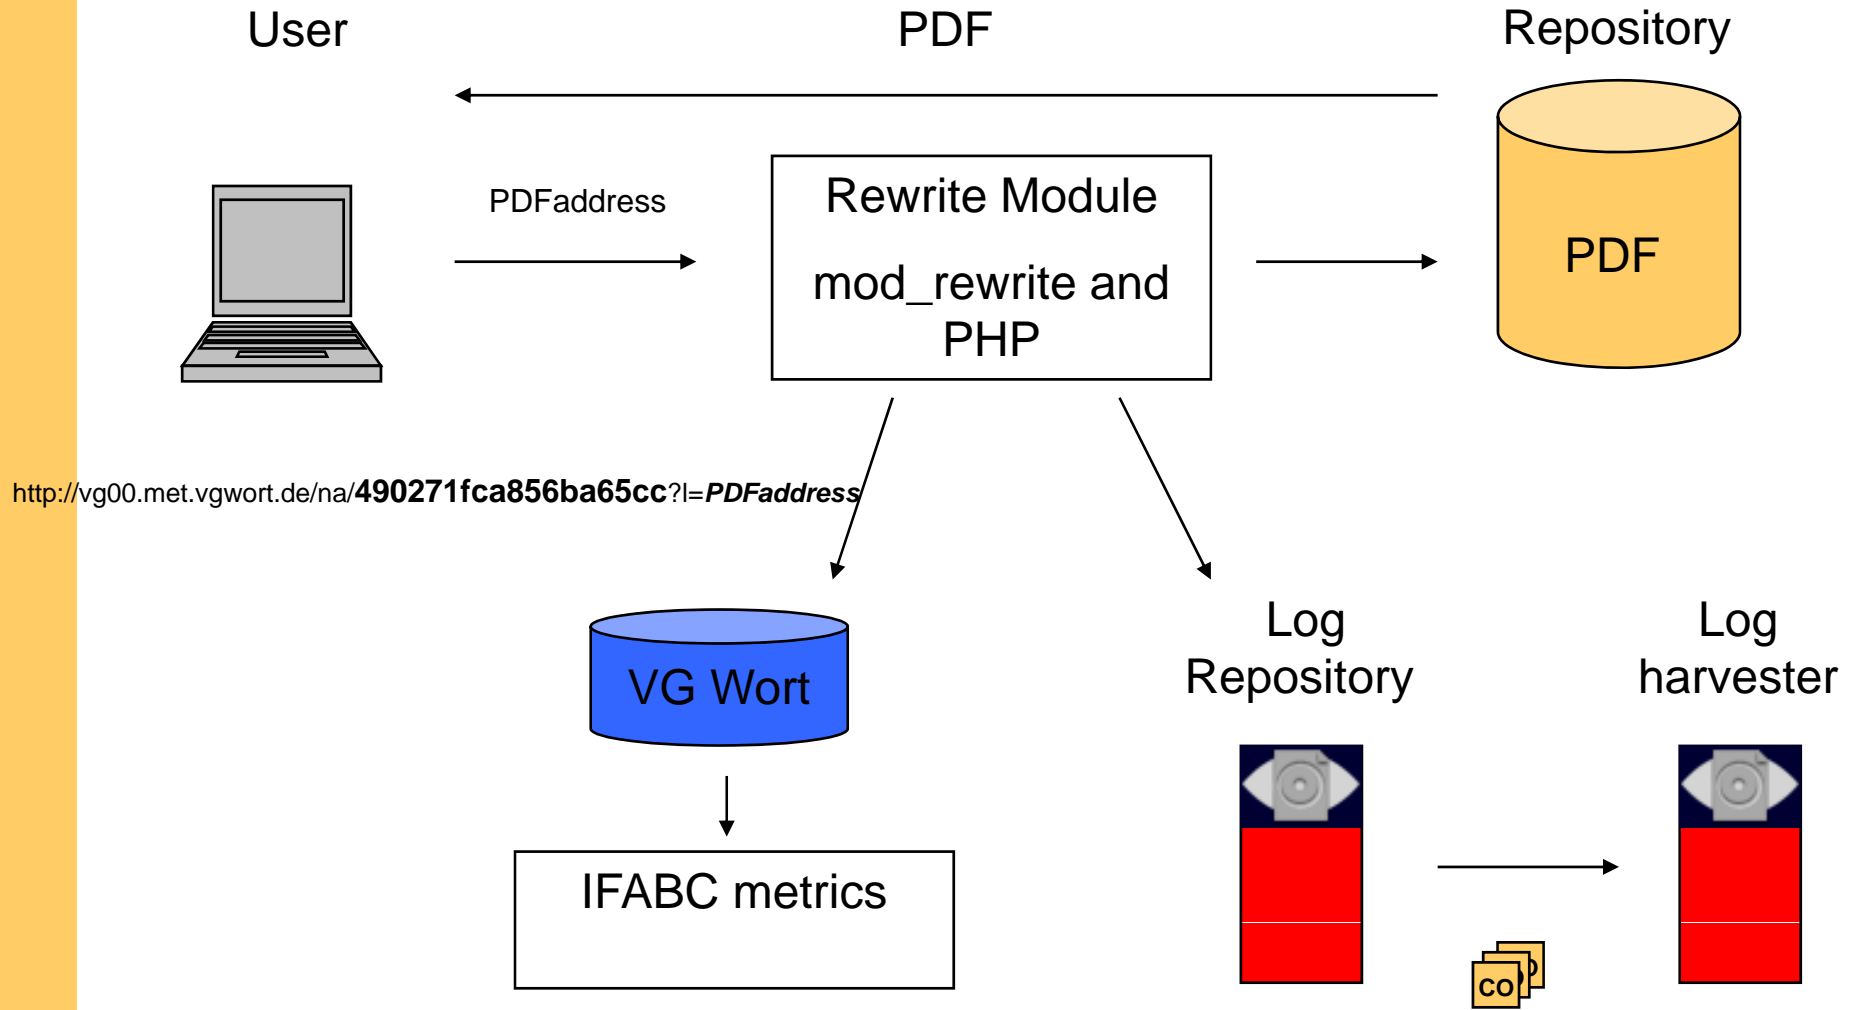 User
PDF
Repository
PDFaddress
Rewrite Module
mod_rewrite and
PHP
PDF
http://vg00.met.vgwort.de/na/490271fca856ba65cc?l=PDFaddress
VG Wort
Log
Repository
Log
harvester
IFABC metrics
CO